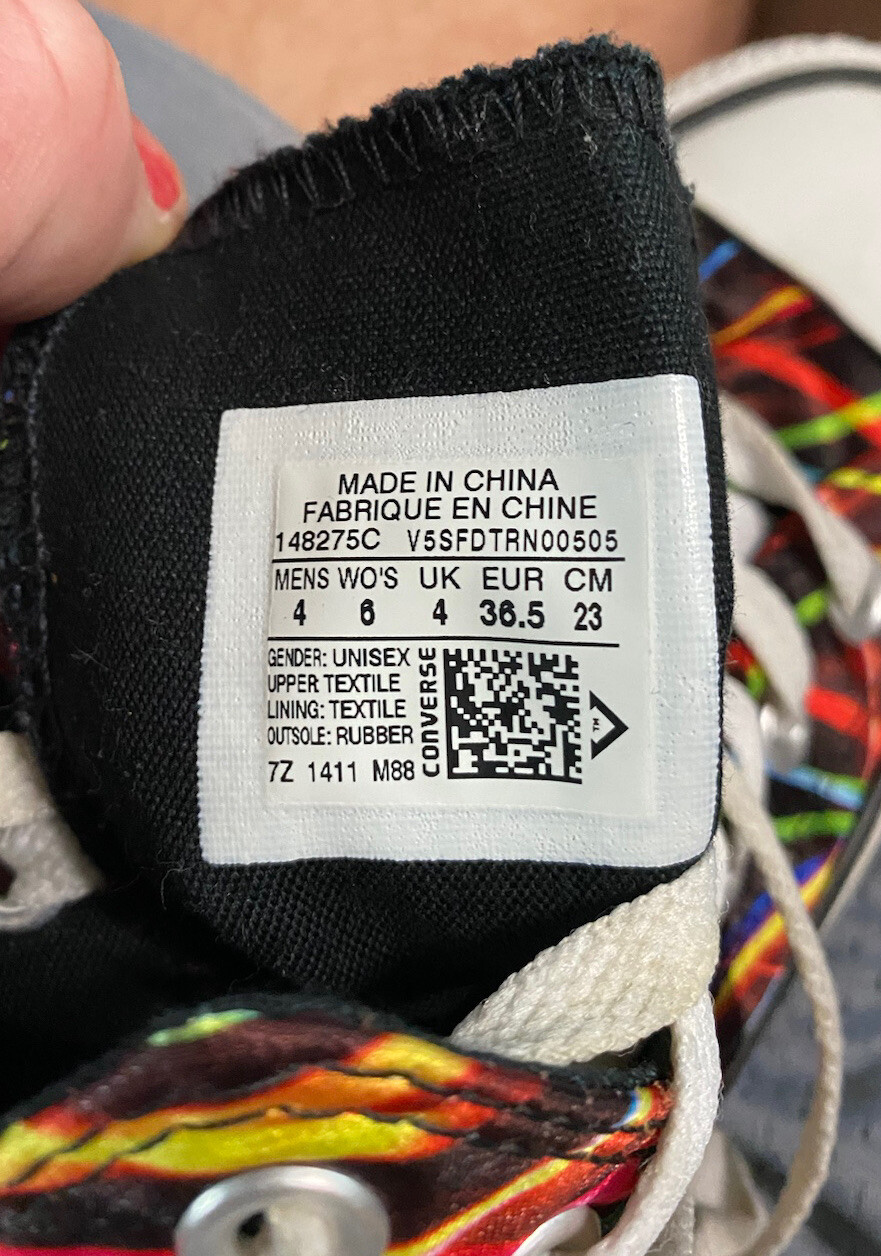 MADE IN CHINA
FABRIQUE EN CHINE
148275C V5SFDTRN00505
MENS WO'S UK EUR CM
4 6 4 36.5 23
GENDER: UNISEX
UPPER TEXTILE
LINING: TEXTILE
OUTSOLE: RUBBER
7Z 1411 M88
CONVERSE
TM